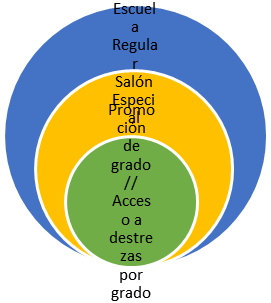 Escuel
a
Regula
r
Salón
Especi
al
Promo
ción
de
grado
//
Acces
o a
destre
zas
por
grado